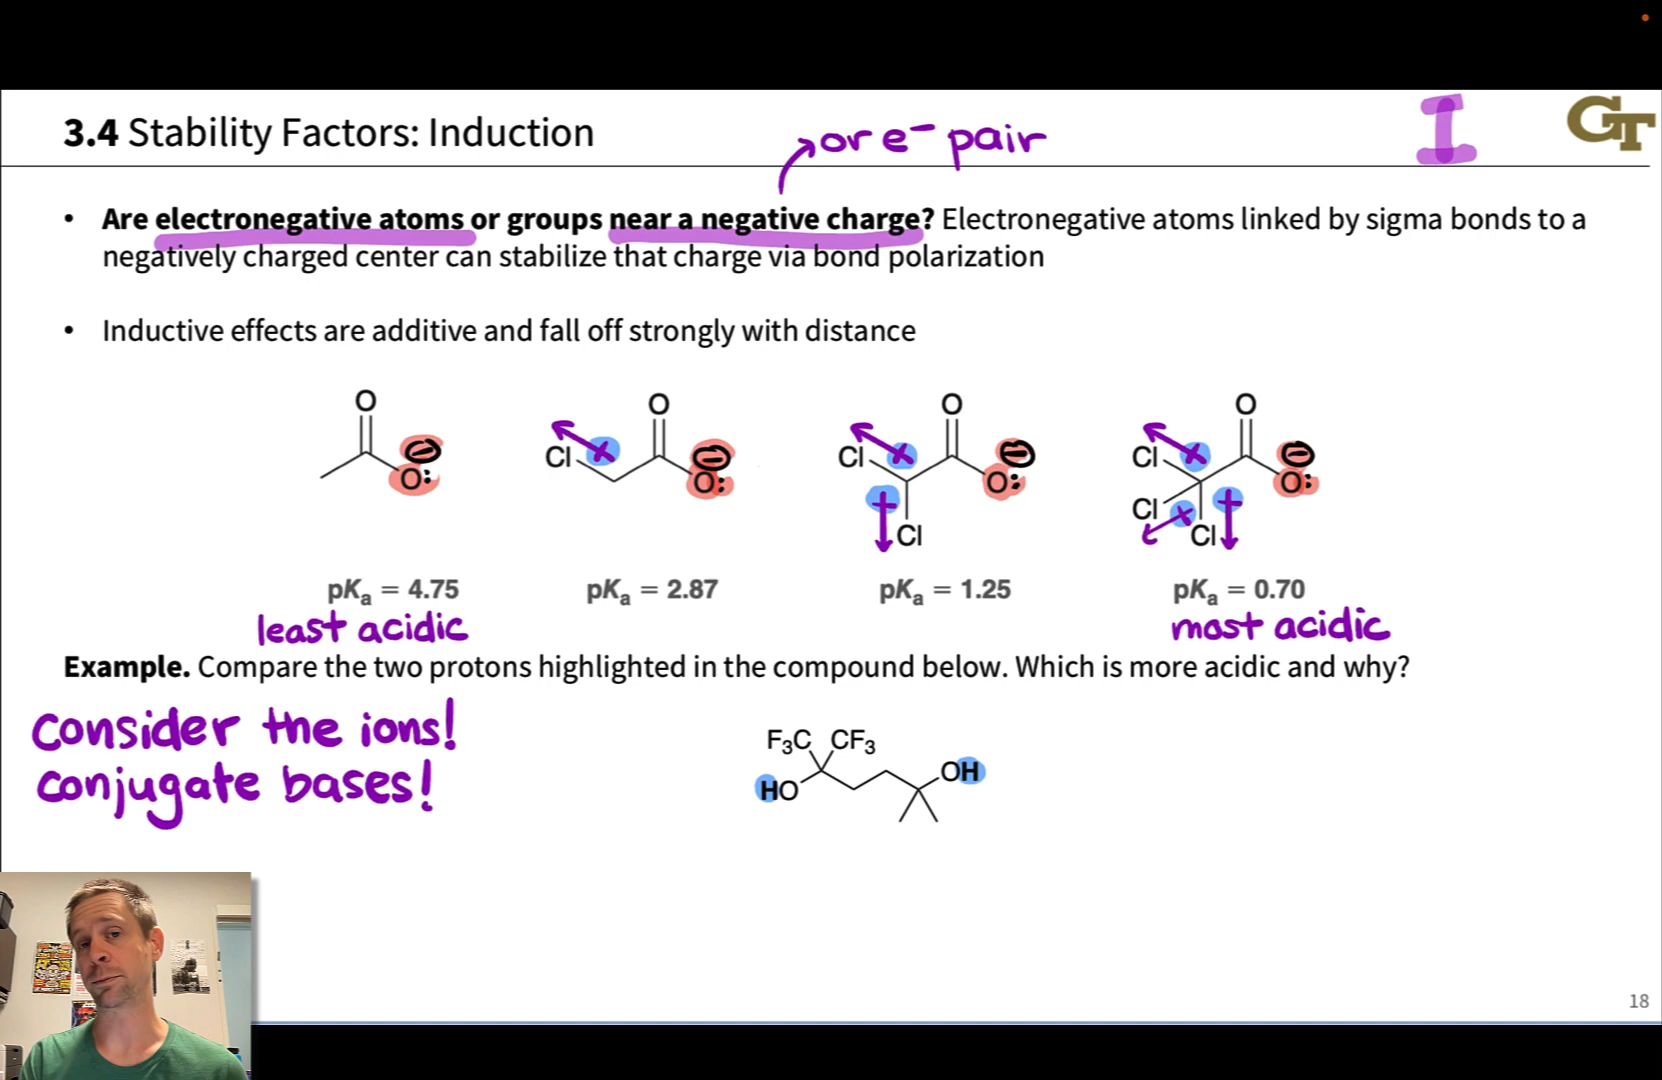 3.4 Stability Factors: Induction
or e⁻ pair
I
GT
• Are electronegative atoms or groups near a negative charge? Electronegative atoms linked by sigma bonds to a
negatively charged center can stabilize that charge via bond polarization
• Inductive effects are additive and fall off strongly with distance
O O O O
Cl Cl Cl
O: O: O: O:
Cl
Cl Cl
pKa = 4.75 pKa = 2.87 pKa = 1.25 pKa = 0.70
least acidic most acidic
Example. Compare the two protons highlighted in the compound below. Which is more acidic and why?
Consider the ions!
Conjugate bases!
F₃C CF₃
OH
HO
18